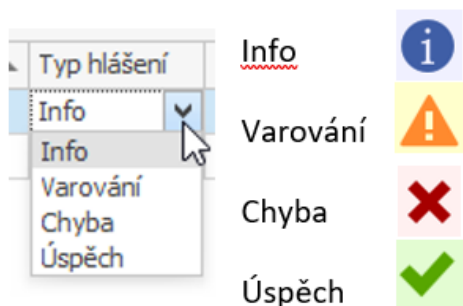 Typ hlášení
Info
Info
Varování
Chyba
Úspěch
Info
Varování
Chyba
Úspěch